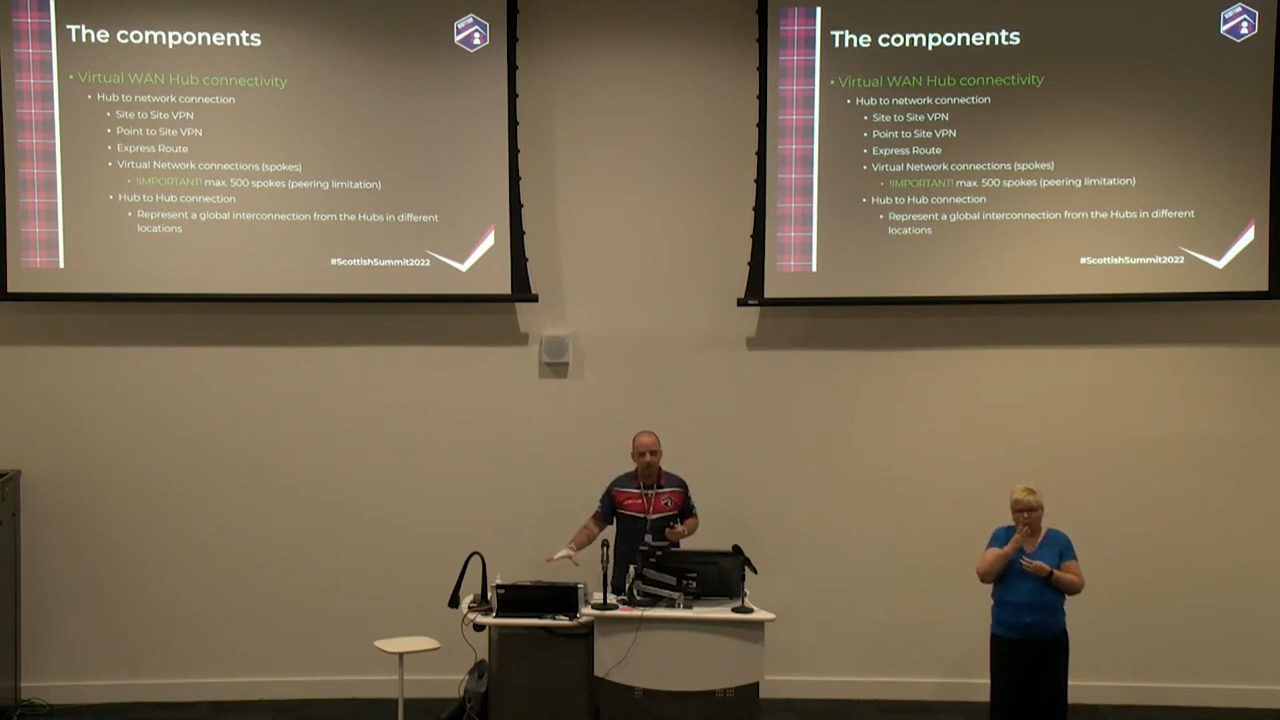 The components
• Virtual WAN Hub connectivity
• Hub to network connection
• Site to Site VPN
• Point to Site VPN
• Express Route
• Virtual Network connections (spokes)
• !IMPORTANT! max. 500 spokes (peering limitation)
• Hub to Hub connection
• Represent a global interconnection from the Hubs in different
locations
#ScottishSummit2022
The components
• Virtual WAN Hub connectivity
• Hub to network connection
• Site to Site VPN
• Point to Site VPN
• Express Route
• Virtual Network connections (spokes)
• !IMPORTANT! max. 500 spokes (peering limitation)
• Hub to Hub connection
• Represent a global interconnection from the Hubs in different
locations
#ScottishSummit2022